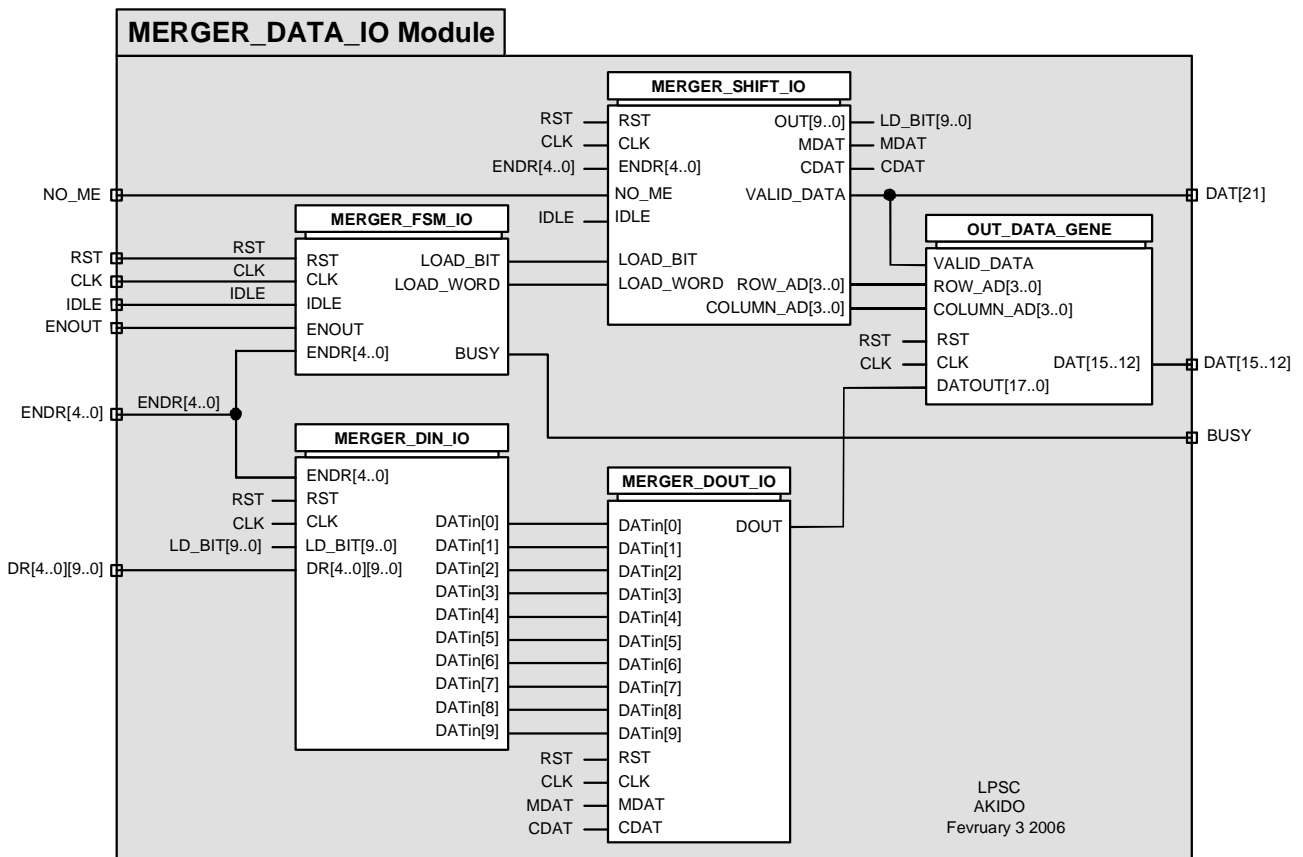 MERGER_DATA_IO Module
MERGER_SHIFT_IO
RST RST OUT[9..0] LD_BIT[9..0]
CLK CLK MDAT MDAT
ENDR[4..0] ENDR[4..0] CDAT CDAT
NO_ME NO_ME VALID_DATA DAT[21]
IDLE IDLE
LOAD_BIT
LOAD_WORD ROW_AD[3..0]
COLUMN_AD[3..0]
MERGER_FSM_IO
RST RST RST LOAD_BIT
CLK CLK CLK LOAD_WORD
IDLE IDLE IDLE
ENOUT ENOUT
ENDR[4..0] BUSY
OUT_DATA_GENE
VALID_DATA
ROW_AD[3..0]
COLUMN_AD[3..0]
RST RST
CLK CLK DAT[15..12] DAT[15..12]
DATOUT[17..0]
BUSY
ENDR[4..0] ENDR[4..0]
MERGER_DIN_IO
ENDR[4..0]
RST RST
CLK CLK DATin[0]
LD_BIT[9..0] LD_BIT[9..0] DATin[1]
DR[4..0][9..0] DR[4..0][9..0] DATin[2]
DATin[3]
DATin[4]
DATin[5]
DATin[6]
DATin[7]
DATin[8]
DATin[9]
MERGER_DOUT_IO
DATin[0] DOUT
DATin[1]
DATin[2]
DATin[3]
DATin[4]
DATin[5]
DATin[6]
DATin[7]
DATin[8]
DATin[9]
RST RST
CLK CLK
MDAT MDAT
CDAT CDAT
LPSC
AKIDO
Fevruary 3 2006